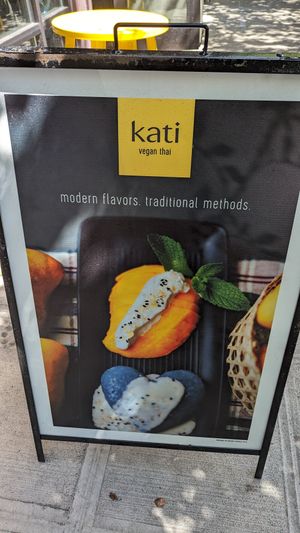 kati
vegan thai
modern flavors. traditional methods.